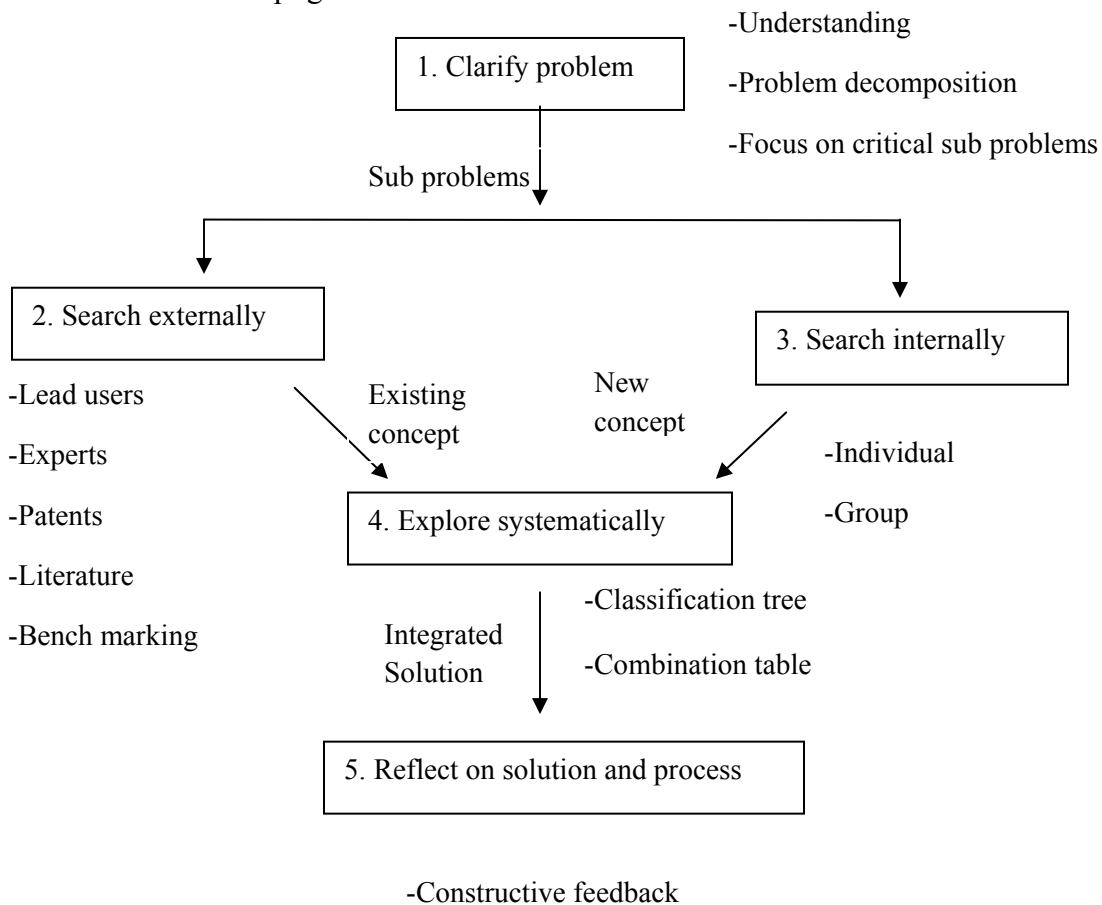 -Understanding
1. Clarify problem
-Problem decomposition
-Focus on critical sub problems
Sub problems
2. Search externally
3. Search internally
-Lead users
-Experts
-Patents
-Literature
-Bench marking
Existing
concept
New
concept
-Individual
-Group
4. Explore systematically
-Classification tree
-Combination table
Integrated
Solution
5. Reflect on solution and process
-Constructive feedback